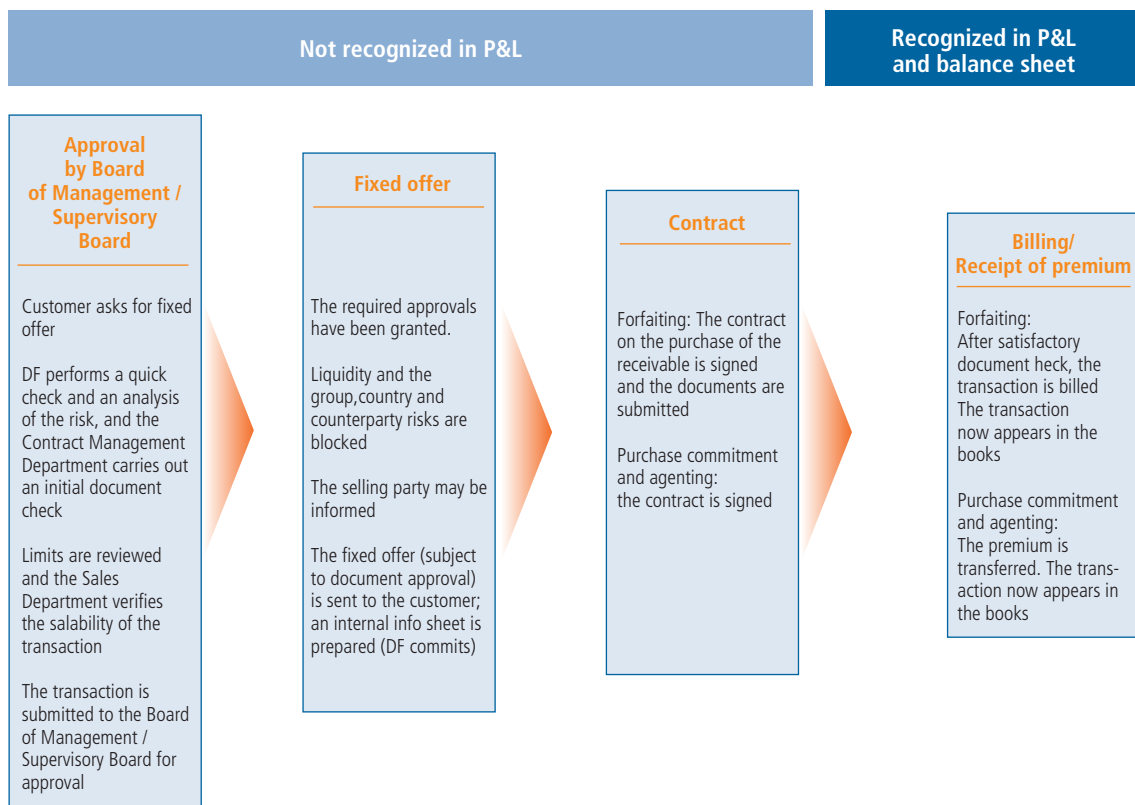 Not recognized in P&L
Recognized in P&L
and balance sheet
Approval
by Board
of Management /
Supervisory
Board
Customer asks for fixed
offer
DF performs a quick
check and an analysis
of the risk, and the
Contract Management
Department carries out
an initial document
check
Limits are reviewed
and the Sales
Department verifies
the salability of the
transaction
The transaction is
submitted to the Board
of Management /
Supervisory Board for
approval
Fixed offer
The required approvals
have been granted.
Liquidity and the
group,country and
counterparty risks are
blocked
The selling party may be
informed
The fixed offer (subject
to document approval)
is sent to the customer;
an internal info sheet is
prepared (DF commits)
Contract
Forfaiting: The contract
on the purchase of the
receivable is signed
and the documents are
submitted
Purchase commitment
and agenting:
the contract is signed
Billing/
Receipt of premium
Forfaiting:
After satisfactory
document heck, the
transaction is billed
The transaction
now appears in the
books
Purchase commitment
and agenting:
The premium is
transferred. The trans-
action now appears in
the books